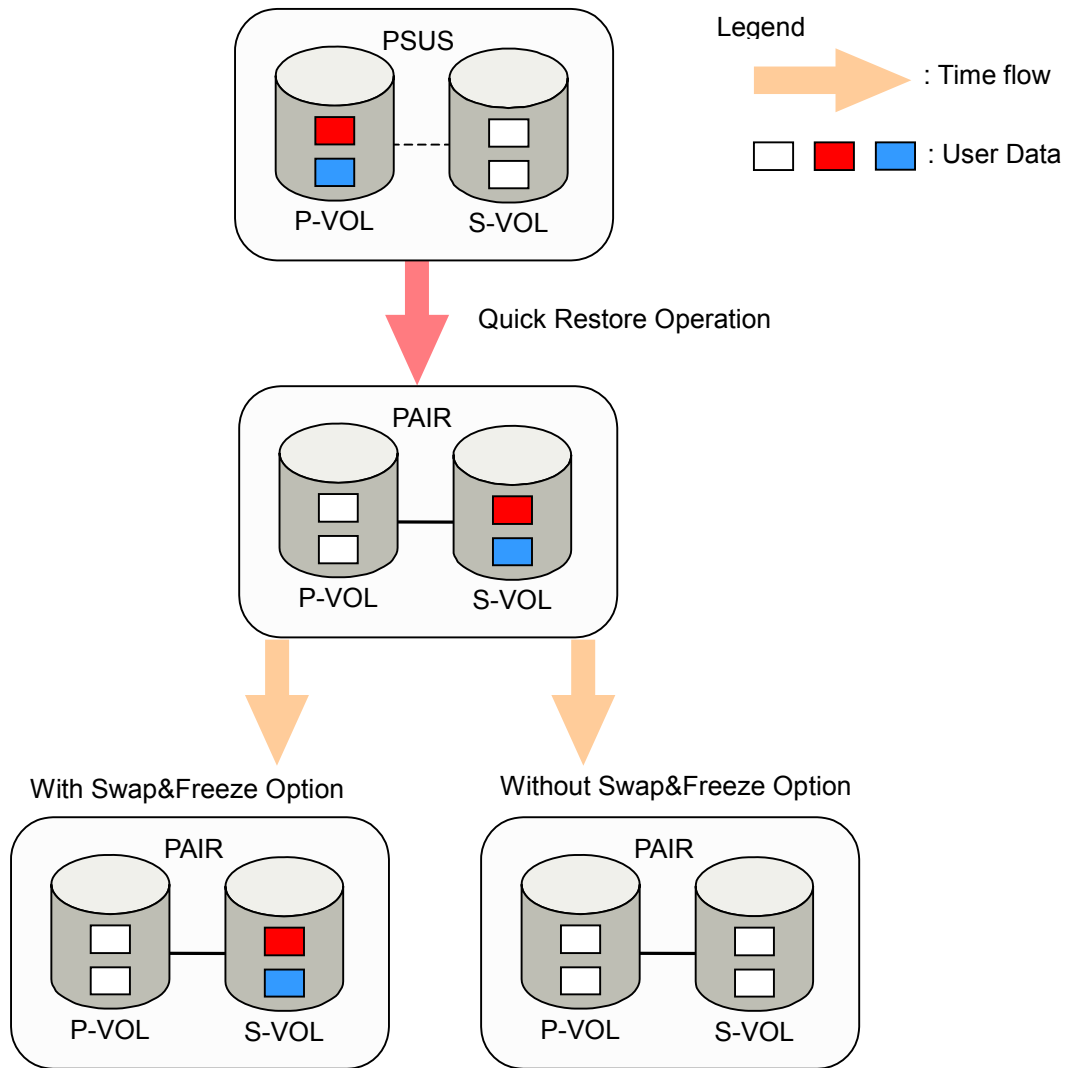 PSUS
P-VOL
S-VOL
Legend
: Time flow
: User Data
Quick Restore Operation
PAIR
P-VOL
S-VOL
With Swap&Freeze Option
PAIR
P-VOL
S-VOL
Without Swap&Freeze Option
PAIR
P-VOL
S-VOL